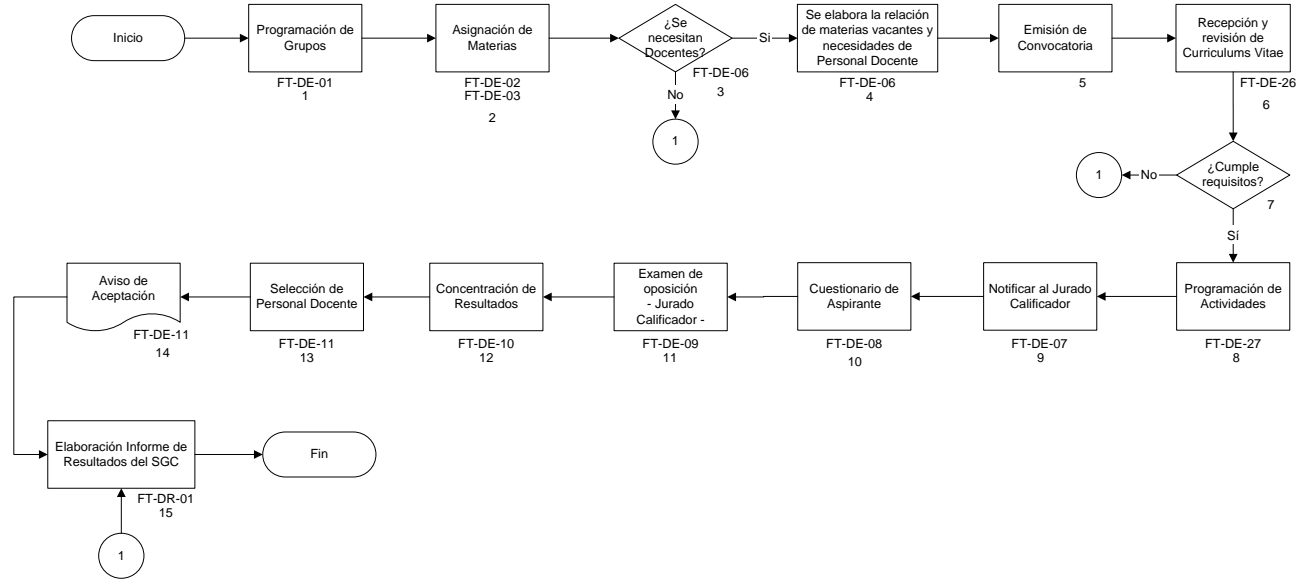 Inicio
Programación de
Grupos
FT-DE-01
1
Asignación de
Materias
FT-DE-02
FT-DE-03
2
¿Se
necesitan
Docentes?
FT-DE-06
3
Si
No
1
Se elabora la relación
de materias vacantes y
necesidades de
Personal Docente
FT-DE-06
4
Emisión de
Convocatoria
5
Recepción y
revisión de
Curriculums Vitae
FT-DE-26
6
¿Cumple
requisitos?
7
No
1
Sí
Programación de
Actividades
FT-DE-27
8
Notificar al Jurado
Calificador
FT-DE-07
9
Cuestionario de
Aspirante
FT-DE-08
10
Examen de
oposición
- Jurado
Calificador -
FT-DE-09
11
Concentración de
Resultados
FT-DE-10
12
Selección de
Personal Docente
FT-DE-11
13
Aviso de
Aceptación
FT-DE-11
14
Elaboración Informe de
Resultados del SGC
FT-DR-01
15
Fin
1